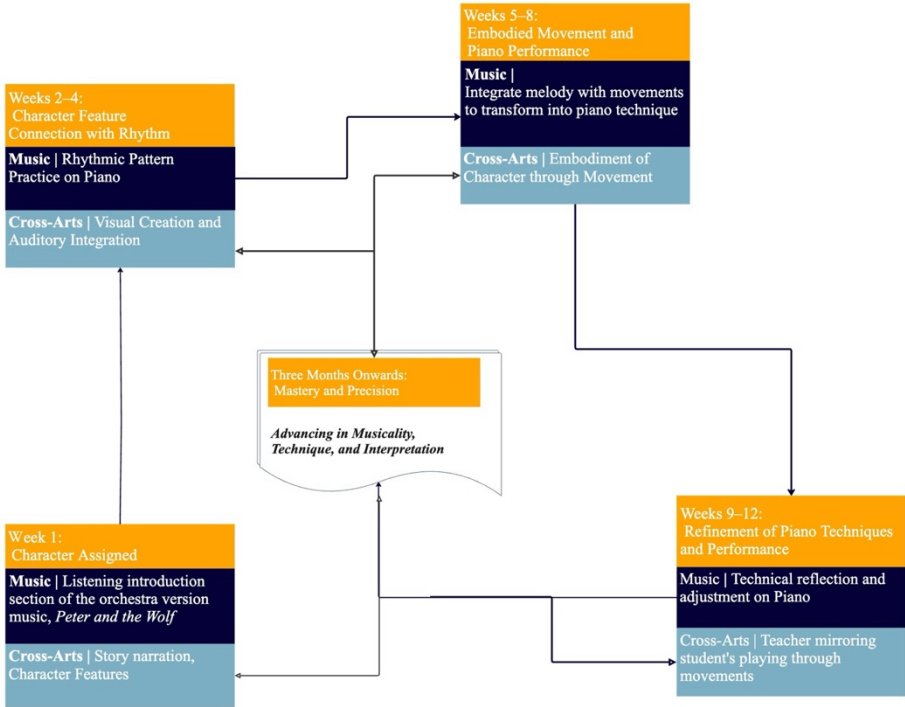 Weeks 5–8:
Embodied Movement and
Piano Performance
Music |
Integrate melody with movements
to transform into piano technique
Cross-Arts | Embodiment of
Character through Movement
Weeks 2–4:
Character Feature
Connection with Rhythm
Music | Rhythmic Pattern
Practice on Piano
Cross-Arts | Visual Creation and
Auditory Integration
Three Months Onwards:
Mastery and Precision
Advancing in Musicality,
Technique, and Interpretation
Week 1:
Character Assigned
Music | Listening introduction
section of the orchestra version
music, Peter and the Wolf
Cross-Arts | Story narration,
Character Features
Weeks 9–12:
Refinement of Piano Techniques
and Performance
Music | Technical reflection and
adjustment on Piano
Cross-Arts | Teacher mirroring
student's playing through
movements